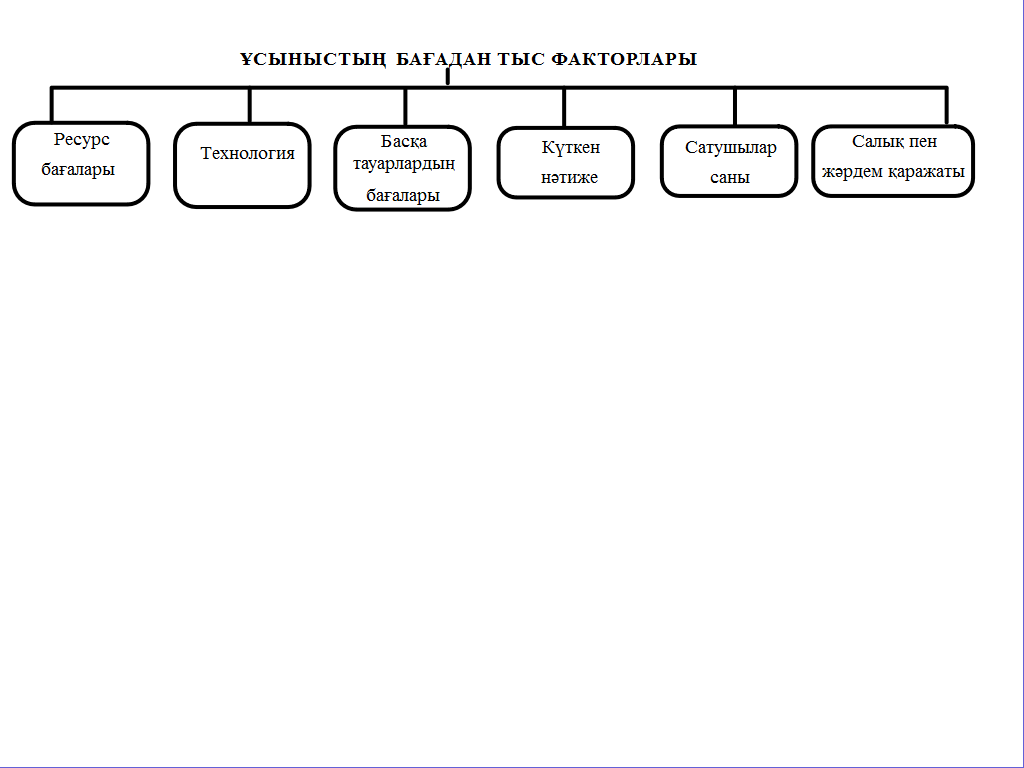 ҰСЫНЫСТЫҢ БАҒАДАН ТЫС ФАКТОРЛАРЫ
Ресурс
бағалары
Технология
Басқа
тауарлардың
бағалары
Күткен
нәтиже
Сатушылар
саны
Салық пен
жәрдем қаражаты